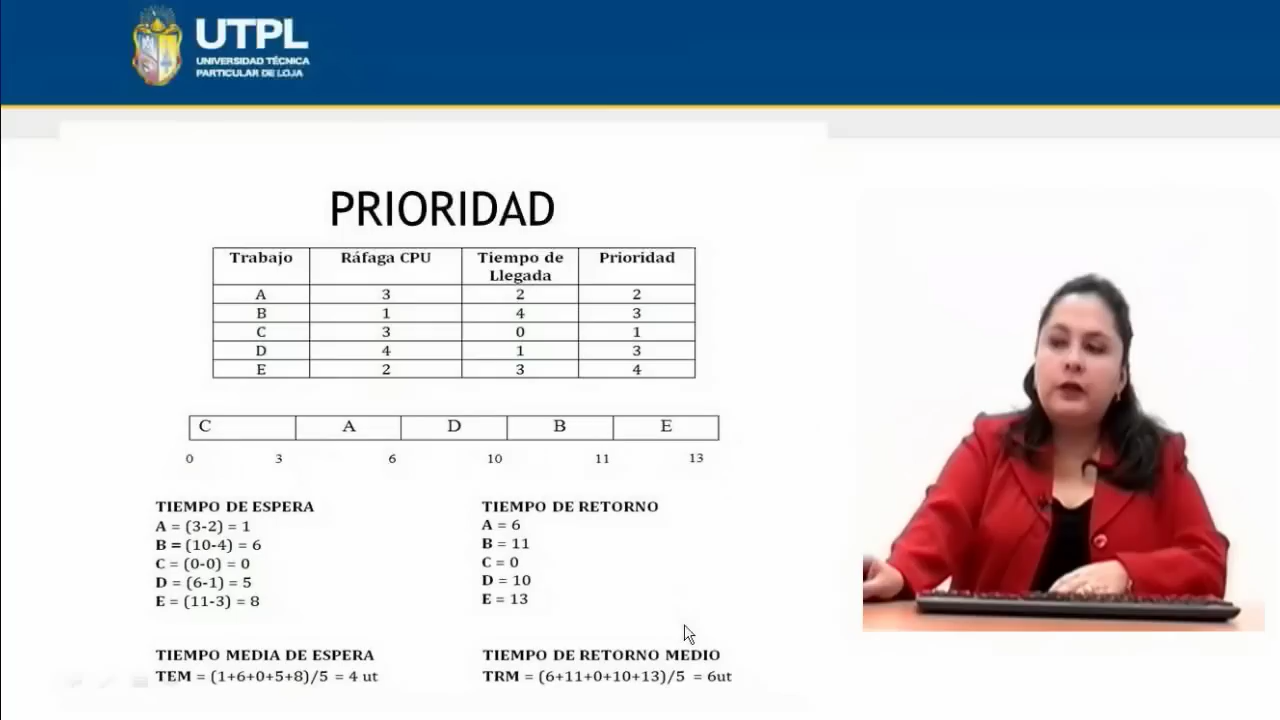 UTPL
UNIVERSIDAD TÉCNICA
PARTICULAR DE LOJA
PRIORIDAD
Trabajo Ráfaga CPU Tiempo de Llegada Prioridad
A 3 2 2
B 1 4 3
C 3 0 1
D 4 1 3
E 2 3 4
C A D B E
0 3 6 10 11 13
TIEMPO DE ESPERA
A = (3-2) = 1
B = (10-4) = 6
C = (0-0) = 0
D = (6-1) = 5
E = (11-3) = 8
TIEMPO DE RETORNO
A = 6
B = 11
C = 0
D = 10
E = 13
TIEMPO MEDIA DE ESPERA
TEM = (1+6+0+5+8)/5 = 4 ut
TIEMPO DE RETORNO MEDIO
TRM = (6+11+0+10+13)/5 = 6ut